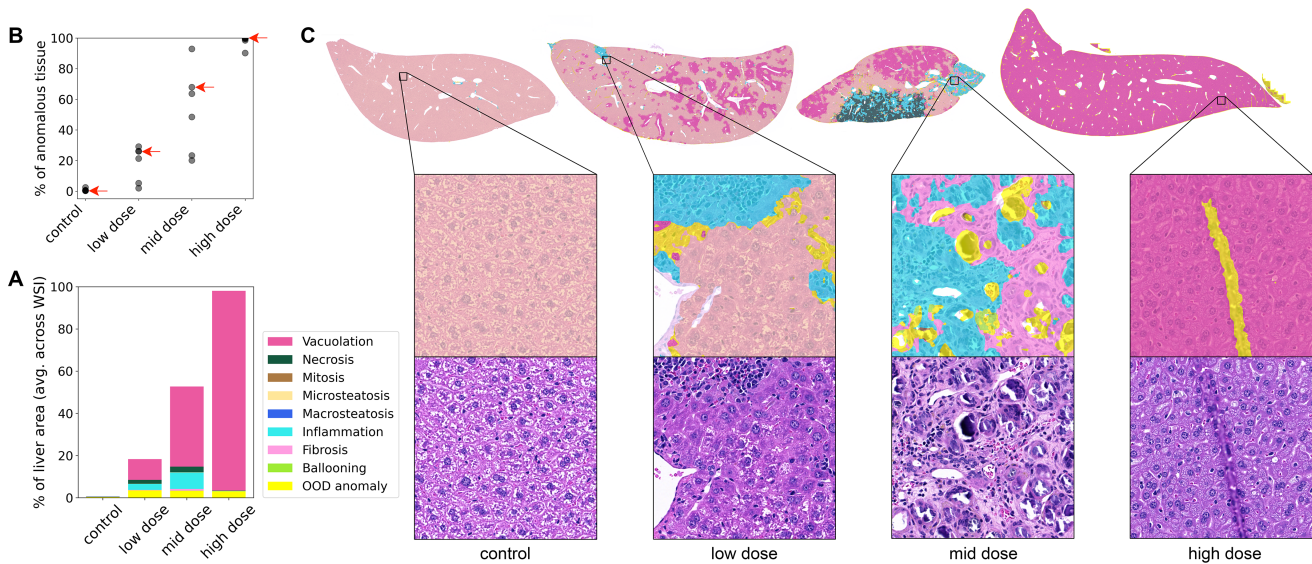 B
% of anomalous tissue
100
80
60
40
20
0
control
low dose
mid dose
high dose
A
% of liver area (avg. across WSI)
100
80
60
40
20
0
control
low dose
mid dose
high dose
Vacuolation
Necrosis
Mitosis
Microsteatosis
Macrosteatosis
Inflammation
Fibrosis
Ballooning
OOD anomaly
C
control
low dose
mid dose
high dose